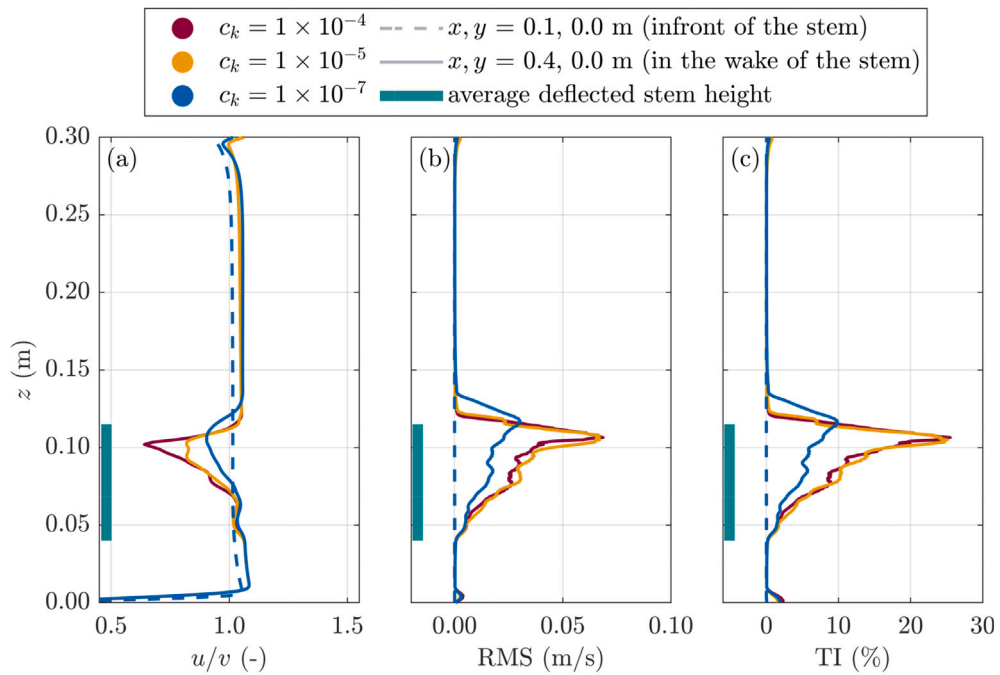 c_k = 1 × 10⁻⁴ x, y = 0.1, 0.0 m (infront of the stem)
c_k = 1 × 10⁻⁵ x, y = 0.4, 0.0 m (in the wake of the stem)
c_k = 1 × 10⁻⁷ average deflected stem height
(a) (b) (c)
0.30
0.25
0.20
0.15
0.10
0.05
0.00
z (m)
0.5 1.0 1.5 0.00 0.05 0.10 0 10 20 30
u/v (-) RMS (m/s) TI (%)